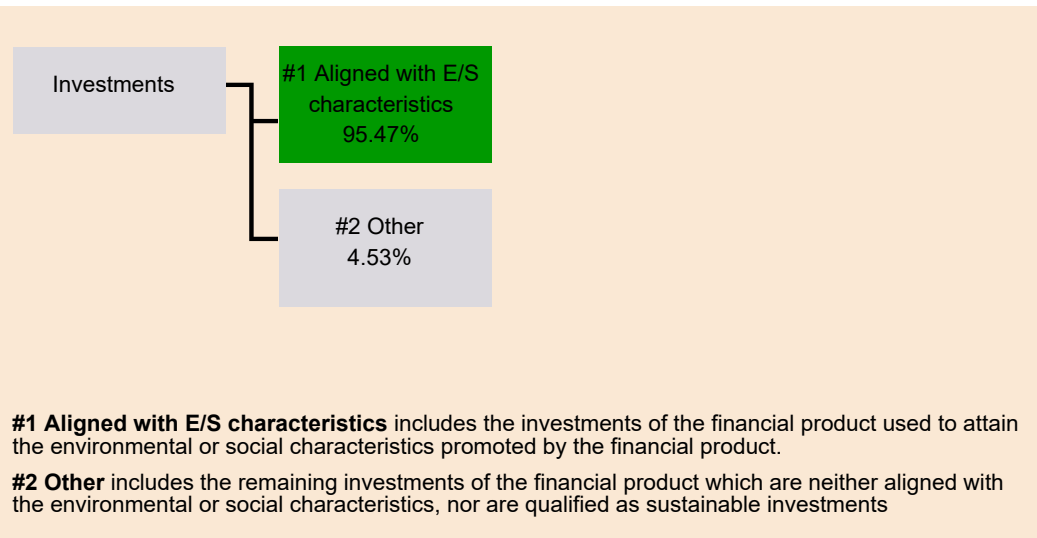 Investments
#1 Aligned with E/S
characteristics
95.47%
#2 Other
4.53%
#1 Aligned with E/S characteristics includes the investments of the financial product used to attain
the environmental or social characteristics promoted by the financial product.
#2 Other includes the remaining investments of the financial product which are neither aligned with
the environmental or social characteristics, nor are qualified as sustainable investments